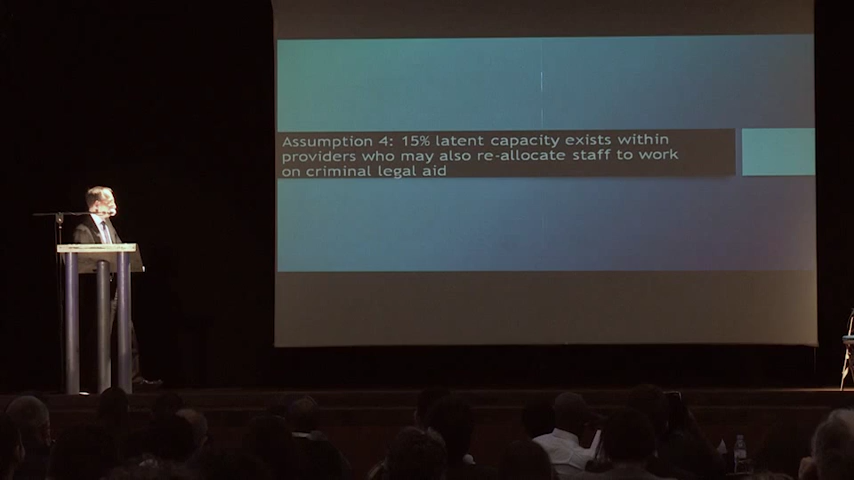 Assumption 4: 15% latent capacity exists within
providers who may also re-allocate staff to work
on criminal legal aid